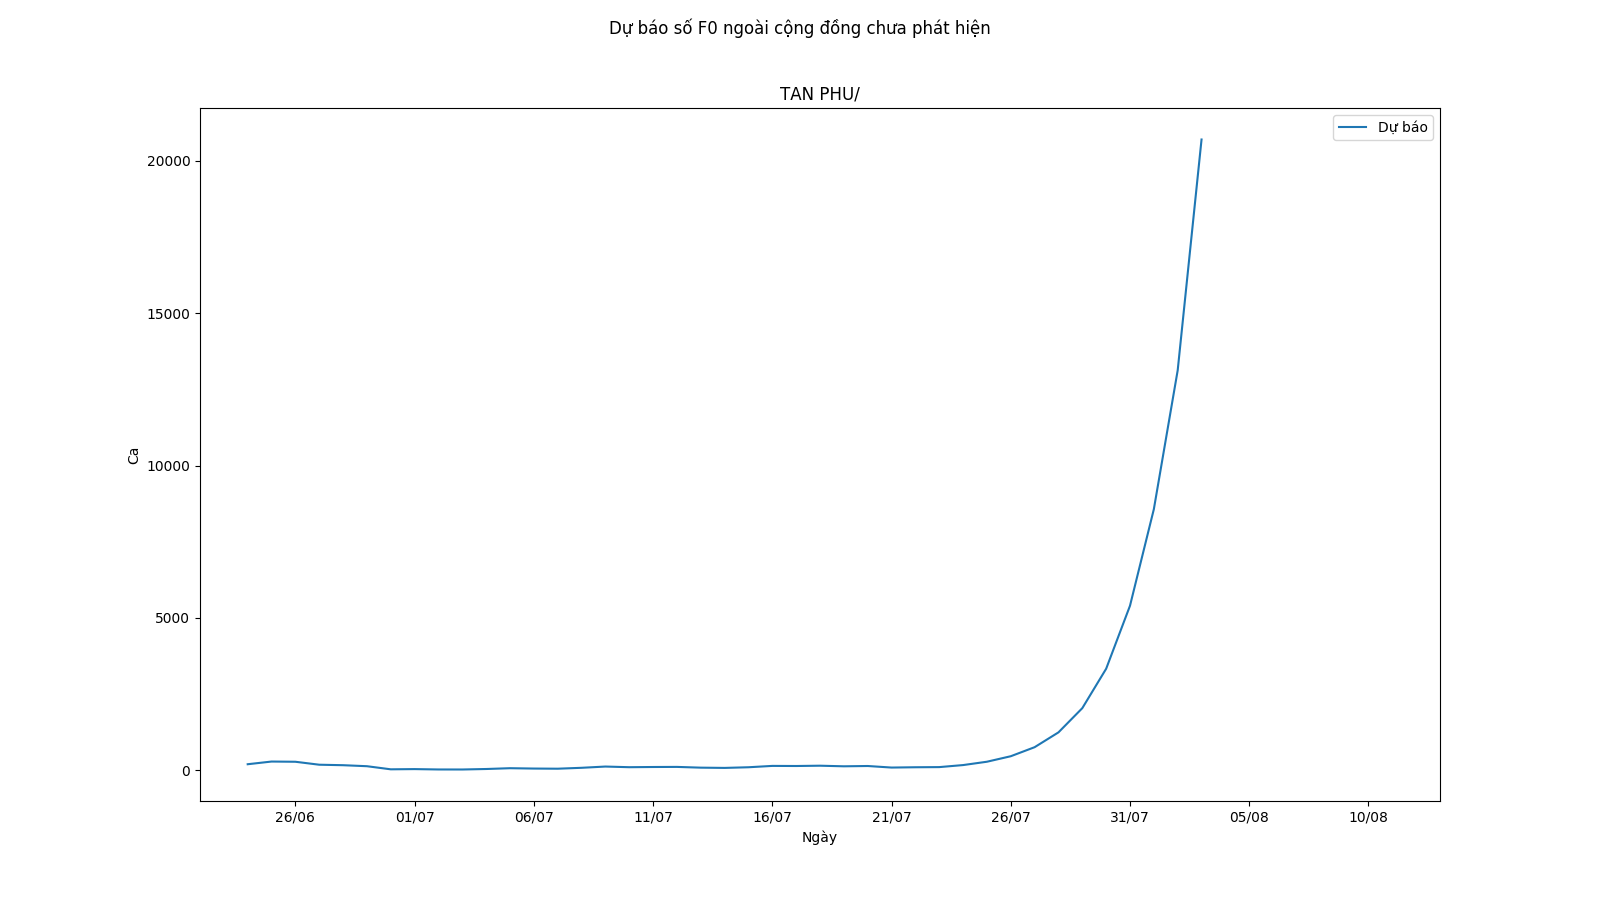 Dự báo số F0 ngoài cộng đồng chưa phát hiện
TAN PHU/
Dự báo
20000
15000
10000
5000
0
Ca
26/06 01/07 06/07 11/07 16/07 21/07 26/07 31/07 05/08 10/08
Ngày